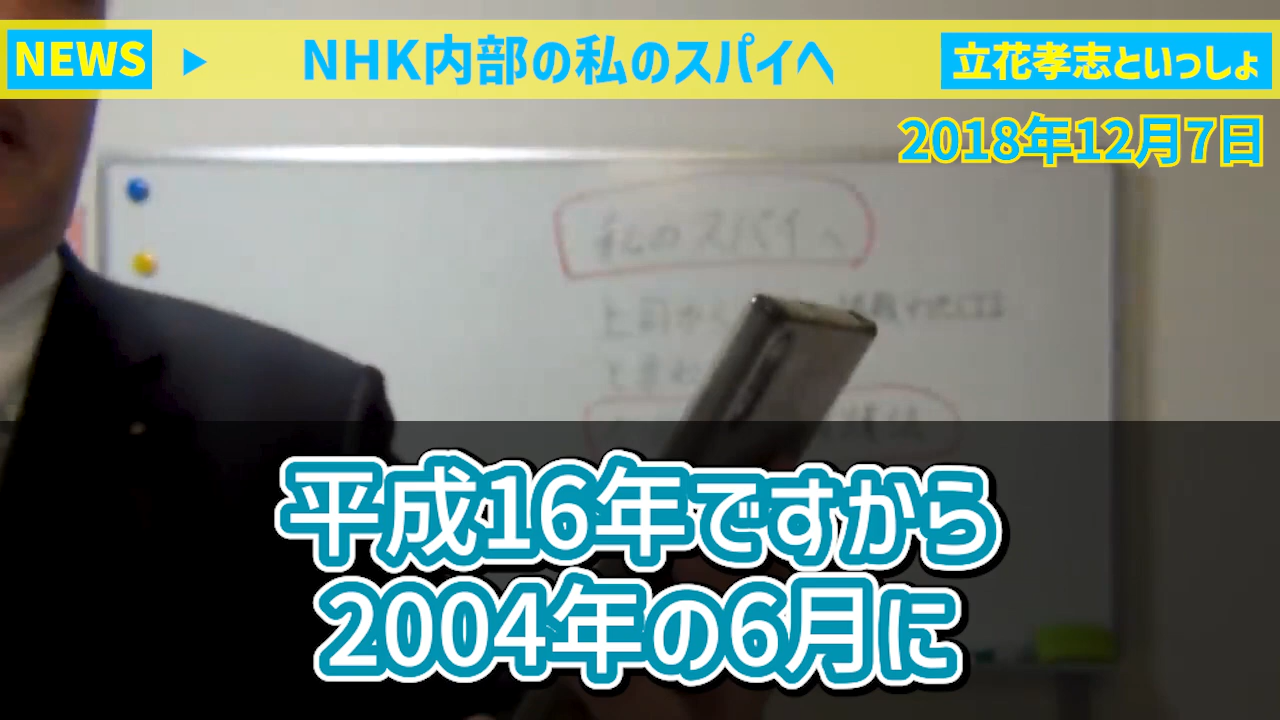 NEWS
NHK内部の私のスパイへ
立花孝志といっしょ
2018年12月7日
私のスパイへ
平成16年ですから
2004年の6月に